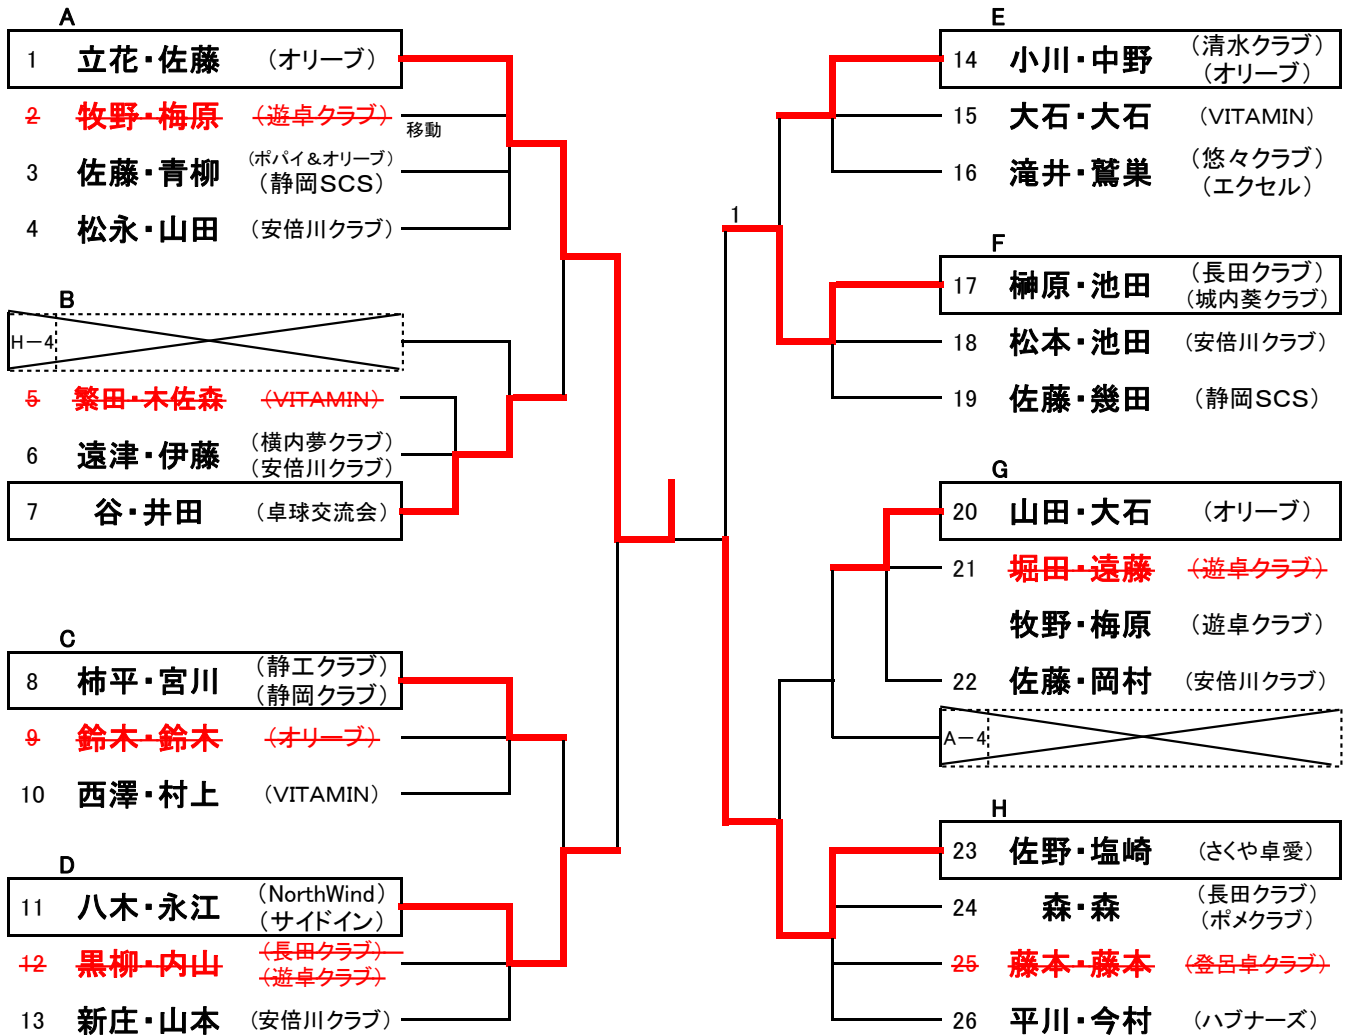 A
1 立花・佐藤 (オリーブ)
2 牧野・梅原 (遊卓クラブ)
移動
3 佐藤・青柳 (ポパイ&オリーブ)
(静岡SCS)
4 松永・山田 (安倍川クラブ)
B
H-4
5 繁田・木佐森 (VITAMIN)
6 遠津・伊藤 (横内夢クラブ)
(安倍川クラブ)
7 谷・井田 (卓球交流会)
C
8 柿平・宮川 (静工クラブ)
(静岡クラブ)
9 鈴木・鈴木 (オリーブ)
10 西澤・村上 (VITAMIN)
D
11 八木・永江 (NorthWind)
(サイドイン)
12 黒柳・内山 (長田クラブ)
(遊卓クラブ)
13 新庄・山本 (安倍川クラブ)
1
E
14 小川・中野 (清水クラブ)
(オリーブ)
15 大石・大石 (VITAMIN)
16 滝井・鷲巣 (悠々クラブ)
(エクセル)
F
17 榊原・池田 (長田クラブ)
(城内葵クラブ)
18 松本・池田 (安倍川クラブ)
19 佐藤・幾田 (静岡SCS)
G
20 山田・大石 (オリーブ)
21 堀田・遠藤 (遊卓クラブ)
牧野・梅原 (遊卓クラブ)
22 佐藤・岡村 (安倍川クラブ)
A-4
H
23 佐野・塩崎 (さくや卓愛)
24 森・森 (長田クラブ)
(ポメクラブ)
25 藤本・藤本 (登呂卓クラブ)
26 平川・今村 (ハブナーズ)